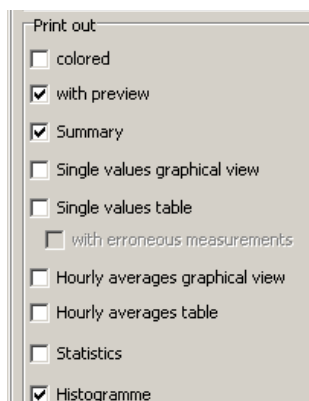 Print out
colored
with preview
Summary
Single values graphical view
Single values table
with erroneous measurements
Hourly averages graphical view
Hourly averages table
Statistics
Histogramme